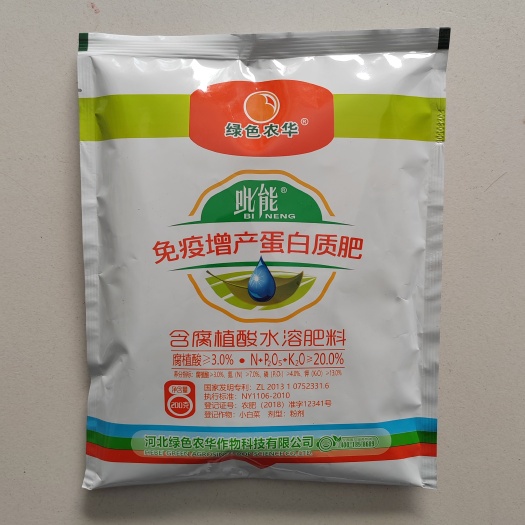 绿色农华®
吡能®
BI NENG
免疫增产蛋白质肥
含腐植酸水溶肥料
腐植酸≥3.0% • N+P₂O₅+K₂O≥20.0%
净含量
200克
国家发明专利：ZL 2013 1 0752331.6
执行标准：NY1106-2010
登记证号：农肥（2018）准字12341号
登记作物：小白菜 剂型：粉剂
河北绿色农华作物科技有限公司